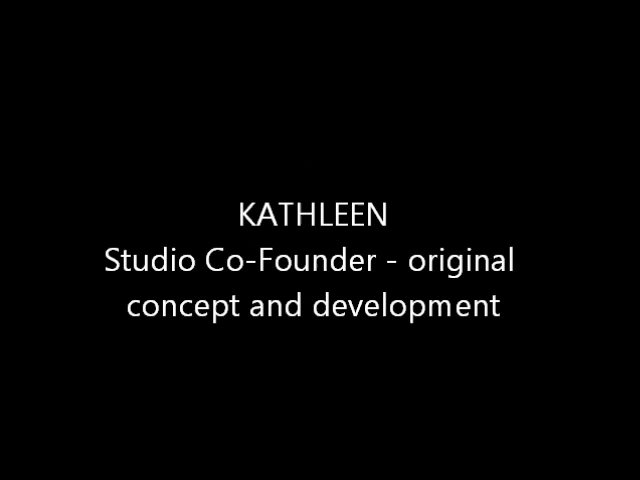 KATHLEEN
Studio Co-Founder - original
concept and development